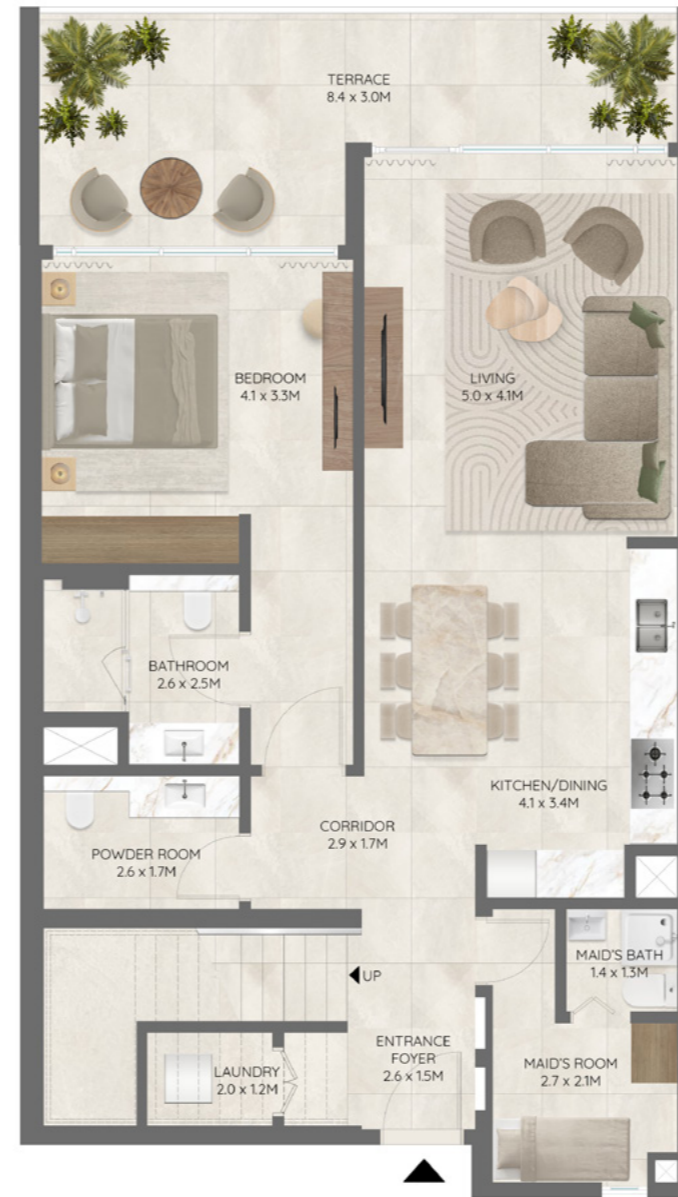 TERRACE
8.4 x 3.0M
BEDROOM
4.1 x 3.3M
LIVING
5.0 x 4.1M
BATHROOM
2.6 x 2.5M
KITCHEN/DINING
4.1 x 3.4M
CORRIDOR
2.9 x 1.7M
POWDER ROOM
2.6 x 1.7M
UP
MAID'S BATH
1.4 x 1.3M
ENTRANCE
FOYER
2.6 x 1.5M
LAUNDRY
2.0 x 1.2M
MAID'S ROOM
2.7 x 2.1M